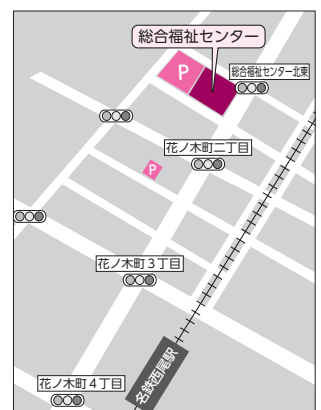 総合福祉センター
P
総合福祉センター北東
花ノ木町二丁目
P
花ノ木町３丁目
名鉄西尾駅
花ノ木町４丁目